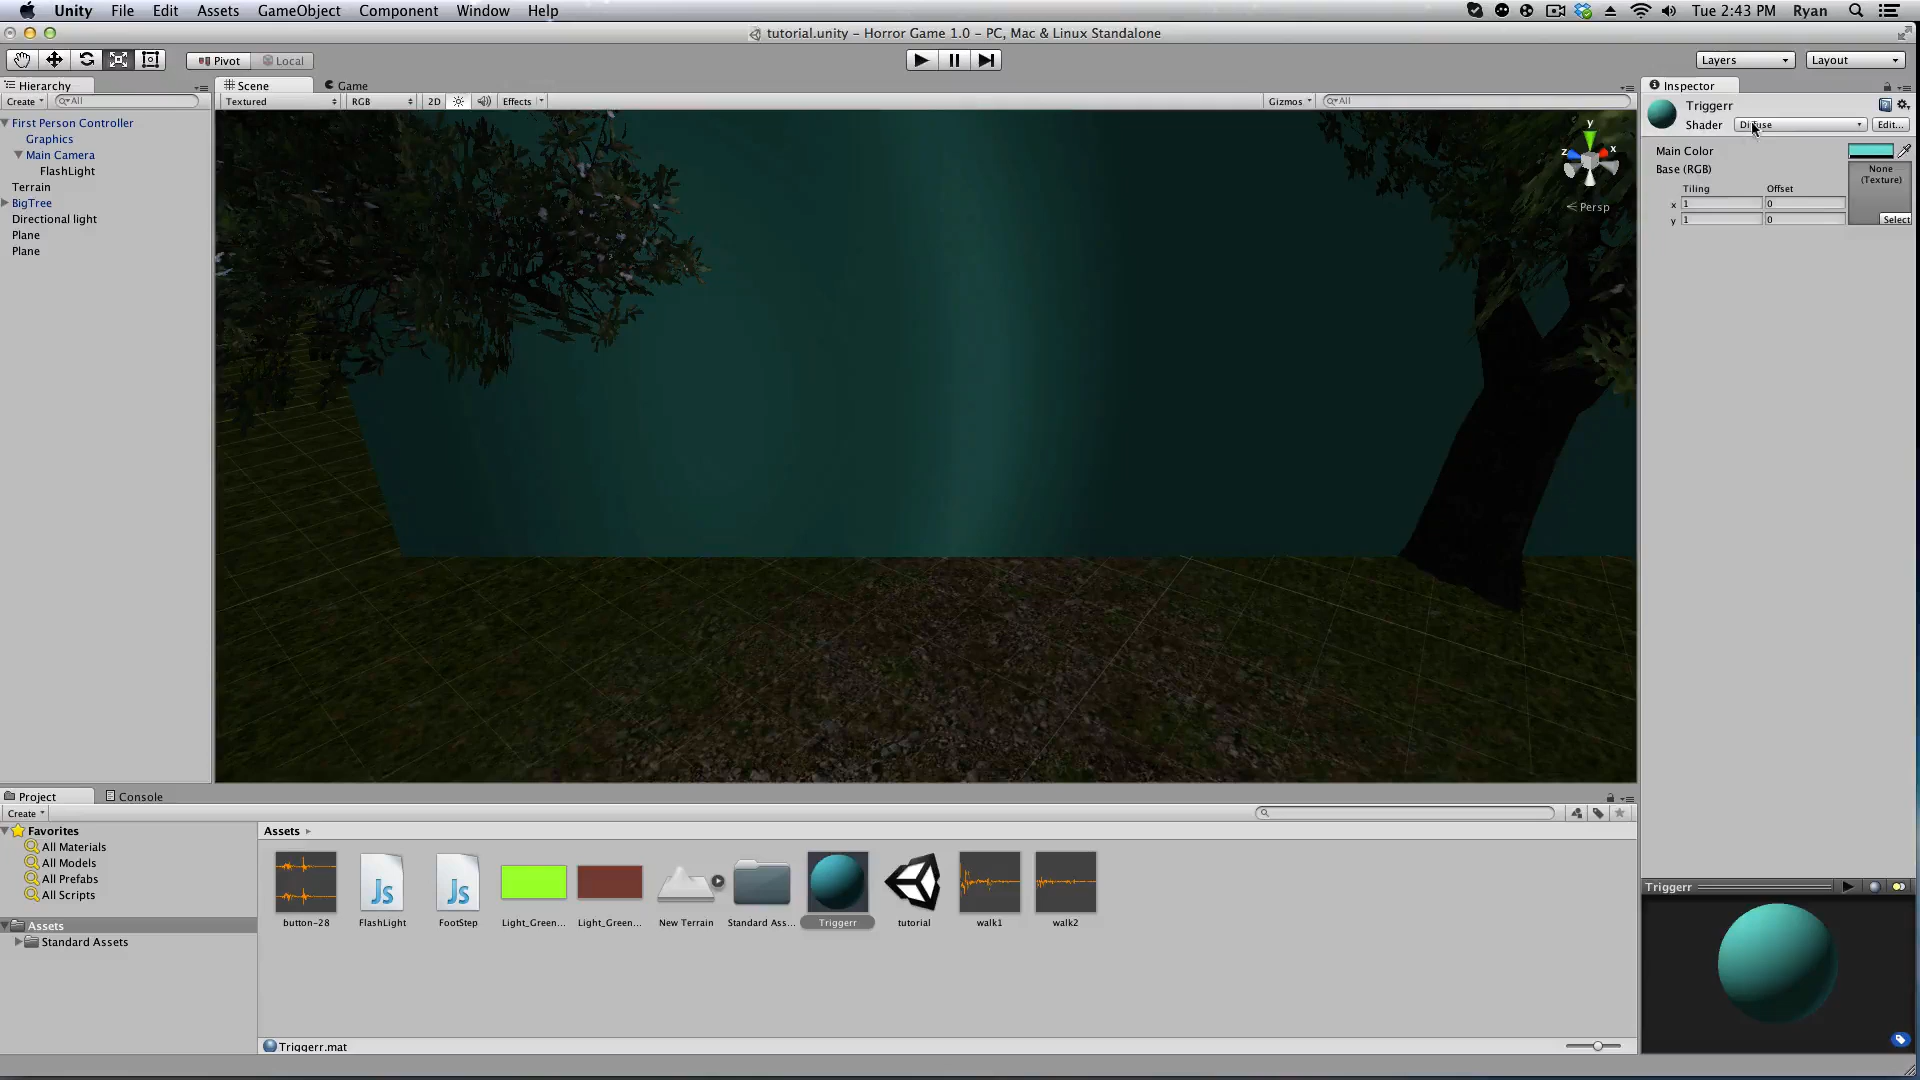 Unity File Edit Assets GameObject Component Window Help Tue 2:43 PM Ryan
tutorial.unity - Horror Game 1.0 - PC, Mac & Linux Standalone
Pivot Local Layers Layout
Hierarchy Scene Game Inspector
Create All Textured RGB 2D Effects Gizmos All
Triggerr
Shader Diffuse Edit...
First Person Controller
Graphics
Main Camera
FlashLight
Terrain
BigTree
Directional light
Plane
Plane
y
z x
Persp
Main Color
Base (RGB)
None
(Texture)
Tiling Offset
x 1 0
y 1 0
Select
Project Console
Create
Favorites
All Materials
All Models
All Prefabs
All Scripts
Assets
Standard Assets
Assets
JS JS
button-28 FlashLight FootStep Light_Green... Light_Green... New Terrain Standard Ass... Triggerr tutorial walk1 walk2
Triggerr.mat
Triggerr